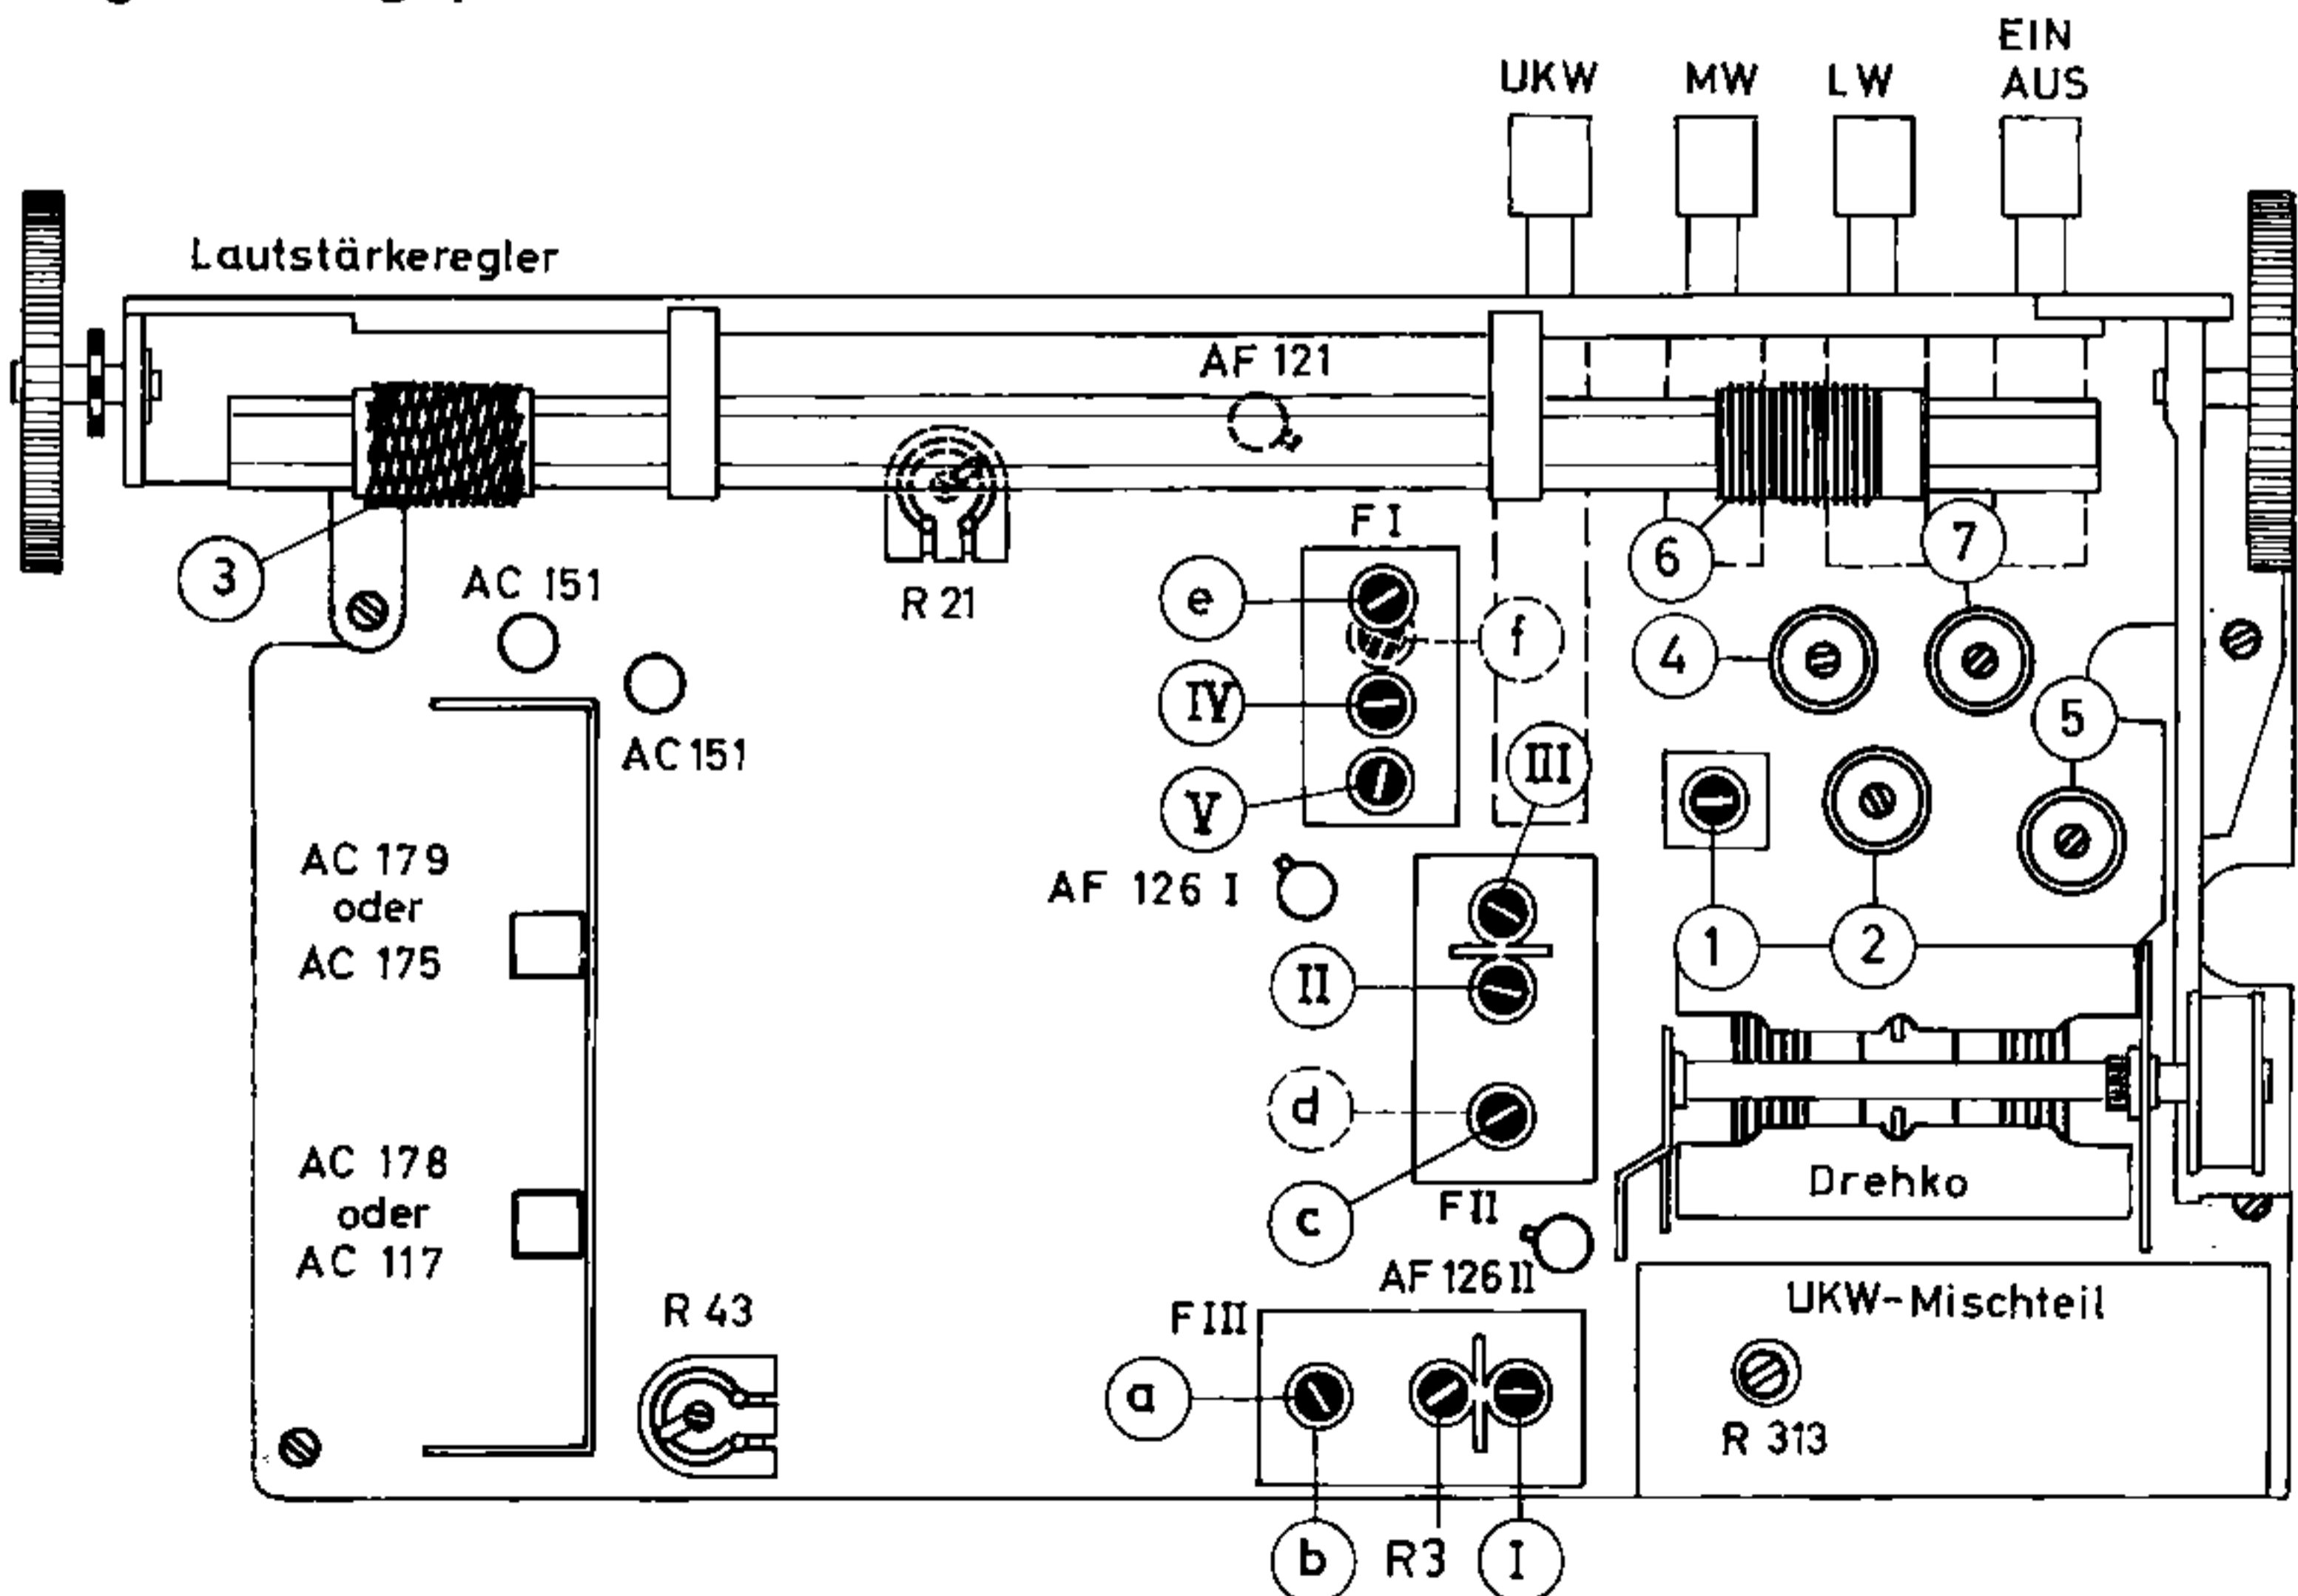 EIN
UKW MW LW AUS
Lautstärkeregler
AF 121
F I
3
AC 151
R 21
e
f
6
7
4
IV
AC 151
III
5
V
AC 179
oder
AC 175
AF 126 I
II
1
2
d
AC 178
oder
AC 117
c
F II
Drehko
AF 126 II
R 43
F III
UKW-Mischteil
a
R 313
b
R3
I